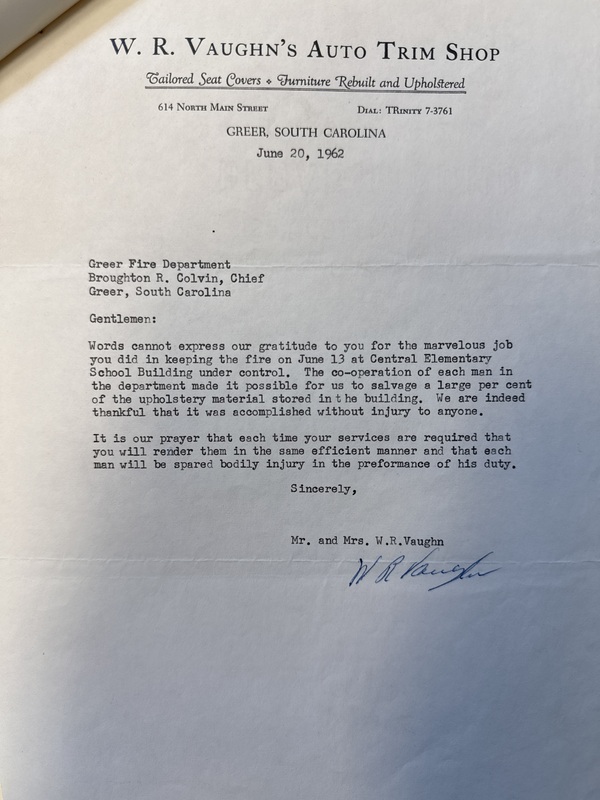 W. R. Vaughn's Auto Trim Shop
Tailored Seat Covers ❖ Furniture Rebuilt and Upholstered
614 North Main Street Dial: TRinity 7-3761
GREER, SOUTH CAROLINA
June 20, 1962
Greer Fire Department
Broughton R. Colvin, Chief
Greer, South Carolina
Gentlemen:
Words cannot express our gratitude to you for the marvelous job
you did in keeping the fire on June 13 at Central Elementary
School Building under control. The co-operation of each man in
the department made it possible for us to salvage a large per cent
of the upholstery material stored in the building. We are indeed
thankful that it was accomplished without injury to anyone.
It is our prayer that each time your services are required that
you will render them in the same efficient manner and that each
man will be spared bodily injury in the preformance of his duty.
Sincerely,
Mr. and Mrs. W.R.Vaughn
W R Vaughn